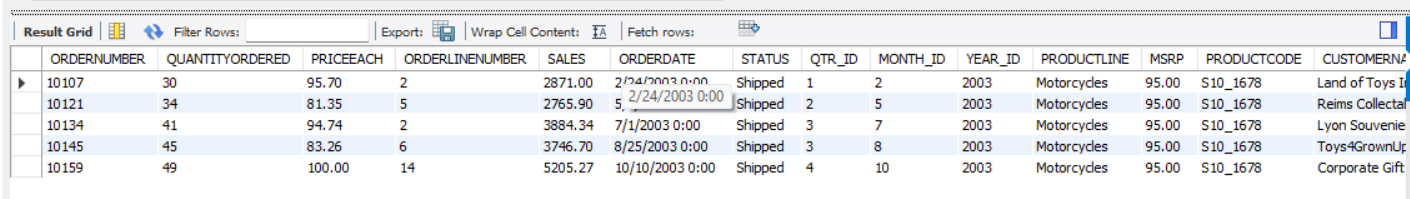 Result Grid Filter Rows: Export: Wrap Cell Content: Fetch rows:
ORDERNUMBER QUANTITYORDERED PRICEEACH ORDERLINENUMBER SALES ORDERDATE STATUS QTR_ID MONTH_ID YEAR_ID PRODUCTLINE MSRP PRODUCTCODE CUSTOMERNA
10107 30 95.70 2 2871.00 2/24/2003 0:00 Shipped 1 2 2003 Motorcycles 95.00 S10_1678 Land of Toys I
2/24/2003 0:00
10121 34 81.35 5 2765.90 5 Shipped 2 5 2003 Motorcycles 95.00 S10_1678 Reims Collecta
10134 41 94.74 2 3884.34 7/1/2003 0:00 Shipped 3 7 2003 Motorcycles 95.00 S10_1678 Lyon Souvenie
10145 45 83.26 6 3746.70 8/25/2003 0:00 Shipped 3 8 2003 Motorcycles 95.00 S10_1678 Toys4GrownUp
10159 49 100.00 14 5205.27 10/10/2003 0:00 Shipped 4 10 2003 Motorcycles 95.00 S10_1678 Corporate Gift